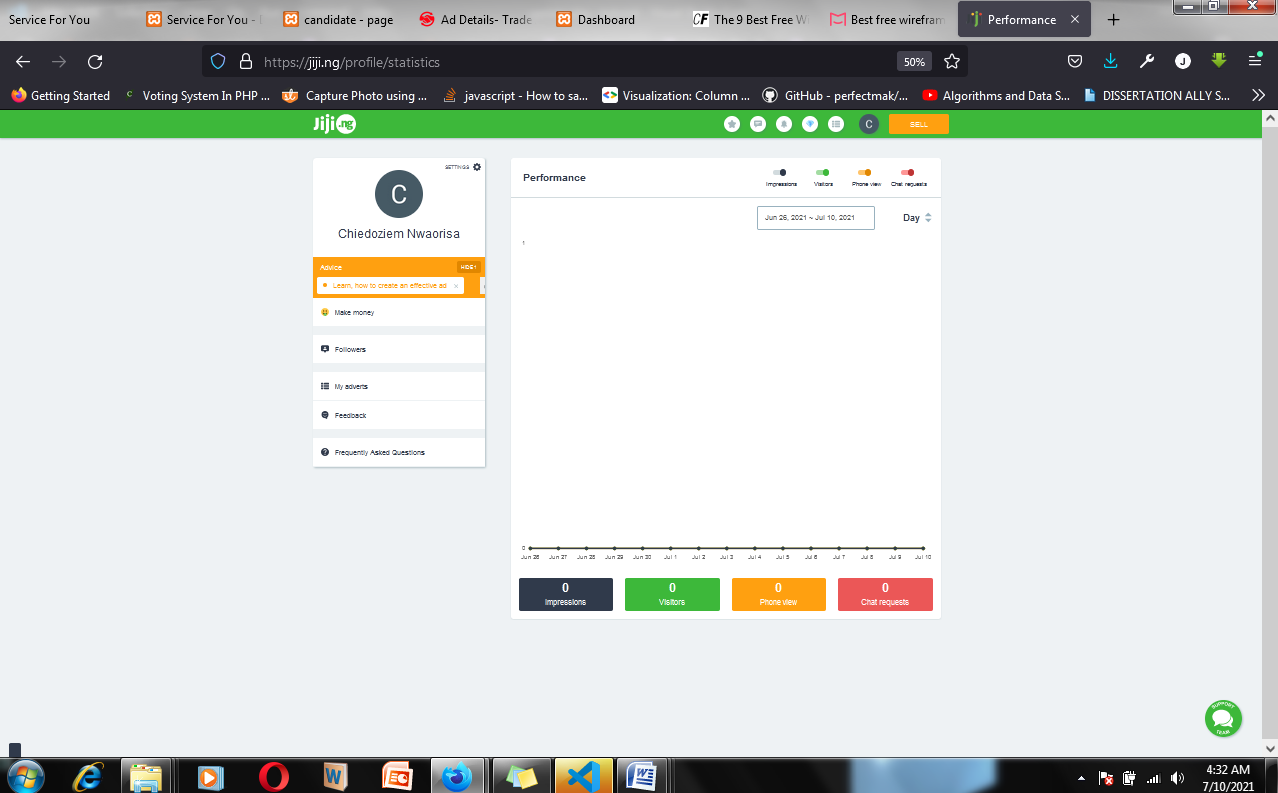 Service For You
Service For You -
candidate - page
Ad Details- Trade
Dashboard
CF The 9 Best Free Wi
Best free wirefram
Performance
https://jiji.ng/profile/statistics
50%
J
Getting Started
Voting System In PHP ...
Capture Photo using ...
javascript - How to sa...
Visualization: Column ...
GitHub - perfectmak/...
Algorithms and Data S...
DISSERTATION ALLY S...
Jiji.ng
C
SELL
SETTINGS
C
Chiedoziem Nwaorisa
Advice
HIDE
Learn, how to create an effective ad
Make money
Followers
My adverts
Feedback
Frequently Asked Questions
Performance
Impressions
Visitors
Phone view
Chat requests
Jun 26, 2021 ~ Jul 10, 2021
Day
1
0
Jun 26 Jun 27 Jun 28 Jun 29 Jun 30 Jul 1 Jul 2 Jul 3 Jul 4 Jul 5 Jul 6 Jul 7 Jul 8 Jul 9 Jul 10
0
Impressions
0
Visitors
0
Phone view
0
Chat requests
SUPPORT
TEAM
4:32 AM
7/10/2021